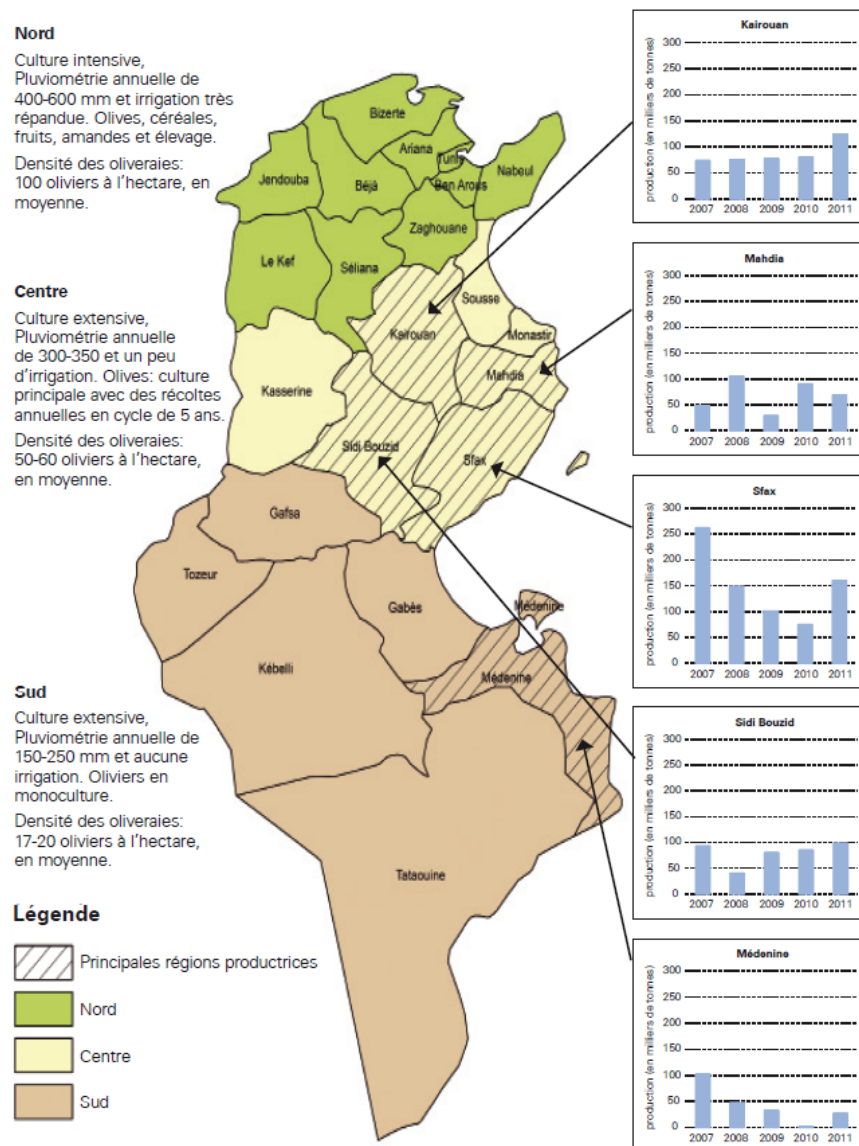 Nord
Culture intensive,
Pluviométrie annuelle de
400-600 mm et irrigation très
répandue. Olives, céréales,
fruits, amandes et élevage.
Densité des oliveraies:
100 oliviers à l'hectare, en
moyenne.
Centre
Culture extensive,
Pluviométrie annuelle
de 300-350 et un peu
d'irrigation. Olives: culture
principale avec des récoltes
annuelles en cycle de 5 ans.
Densité des oliveraies:
50-60 oliviers à l'hectare,
en moyenne.
Sud
Culture extensive,
Pluviométrie annuelle de
150-250 mm et aucune
irrigation. Oliviers en
monoculture.
Densité des oliveraies:
17-20 oliviers à l'hectare,
en moyenne.
Légende
Principales régions productrices
Nord
Centre
Sud
Bizerte
Ariana
Tunis
Nabeul
Jendouba
Béjà
Ben Arous
Zaghouane
Le Kef
Séliana
Sousse
Kairouan
Monastir
Mahdia
Kasserine
Sidi Bouzid
Sfax
Gafsa
Tozeur
Gabès
Médenine
Kébelli
Médenine
Tataouine
Kairouan
production (en milliers de tonnes)
300
250
200
150
100
50
0
2007 2008 2009 2010 2011
Mahdia
production (en milliers de tonnes)
300
250
200
150
100
50
0
2007 2008 2009 2010 2011
Sfax
production (en milliers de tonnes)
300
250
200
150
100
50
0
2007 2008 2009 2010 2011
Sidi Bouzid
production (en milliers de tonnes)
300
250
200
150
100
50
0
2007 2008 2009 2010 2011
Médenine
production (en milliers de tonnes)
300
250
200
150
100
50
0
2007 2008 2009 2010 2011